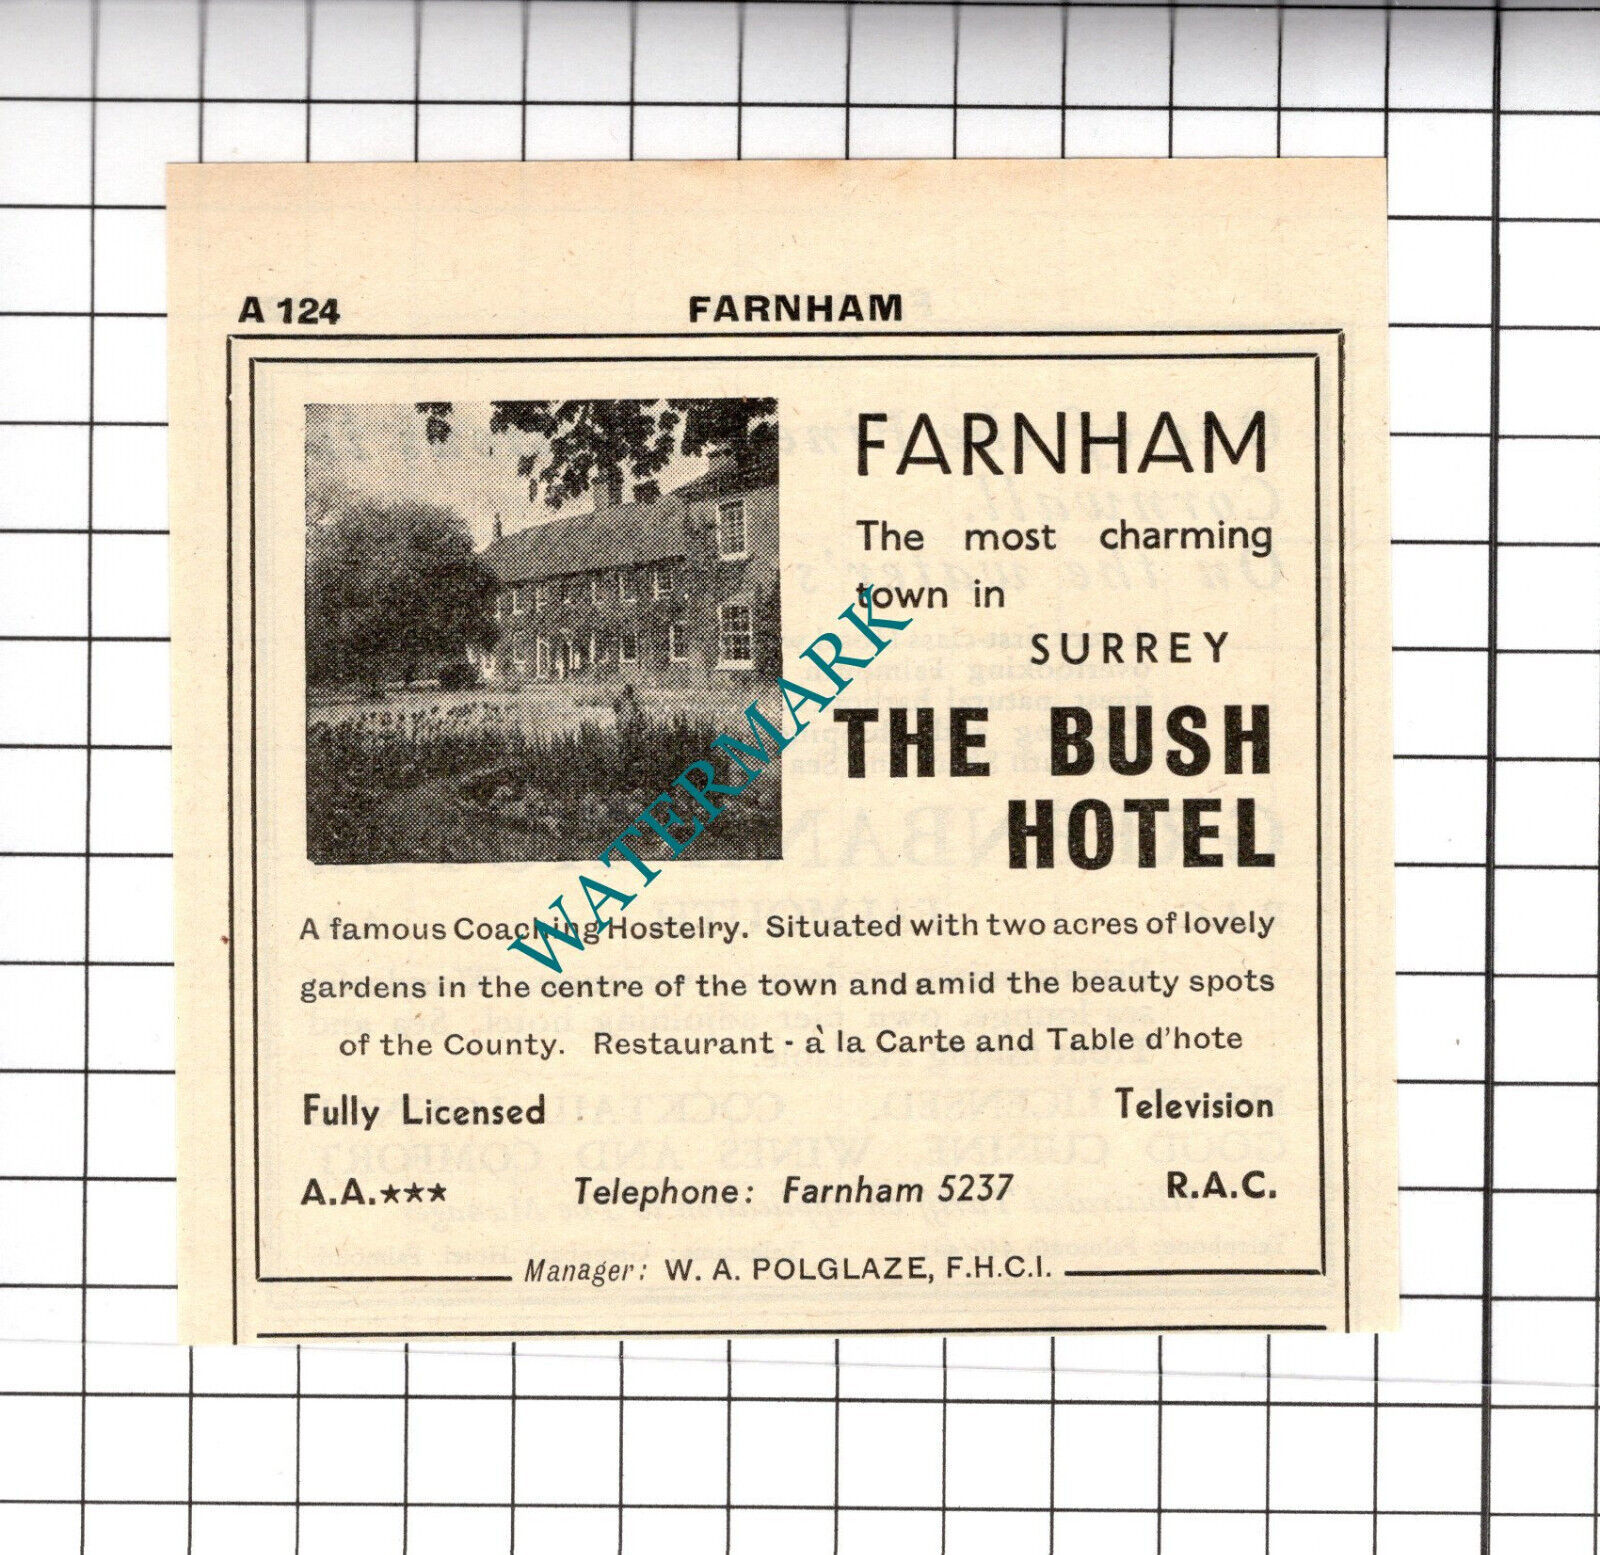 A 124
FARNHAM
FARNHAM
The most charming
town in
SURREY
THE BUSH
HOTEL
A famous Coaching Hostelry. Situated with two acres of lovely
gardens in the centre of the town and amid the beauty spots
of the County. Restaurant - à la Carte and Table d'hote
Fully Licensed
Television
A.A.★★★
Telephone: Farnham 5237
R.A.C.
Manager: W. A. POLGLAZE, F.H.C.I.
WATERMARK